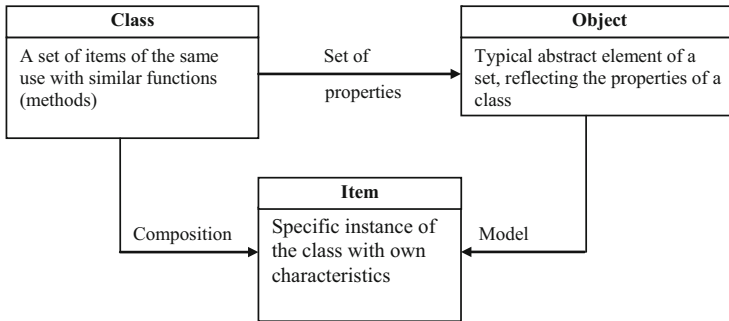 Class
A set of items of the same
use with similar functions
(methods)
Set of
properties
Object
Typical abstract element of a
set, reflecting the properties of a
class
Composition
Item
Specific instance of
the class with own
characteristics
Model